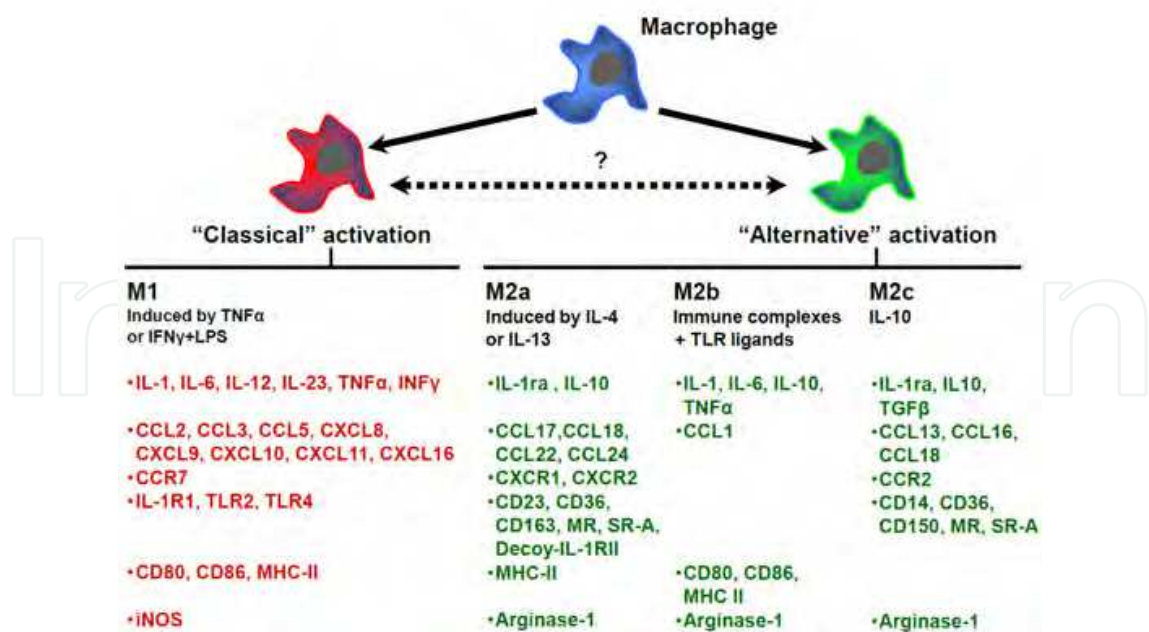 Macrophage
?
“Classical” activation
“Alternative” activation
M1
Induced by TNFα
or IFNγ+LPS
•IL-1, IL-6, IL-12, IL-23, TNFα, INFγ
•CCL2, CCL3, CCL5, CXCL8,
CXCL9, CXCL10, CXCL11, CXCL16
•CCR7
•IL-1R1, TLR2, TLR4
•CD80, CD86, MHC-II
•iNOS
M2a
Induced by IL-4
or IL-13
•IL-1ra , IL-10
•CCL17,CCL18,
CCL22, CCL24
•CXCR1, CXCR2
•CD23, CD36,
CD163, MR, SR-A,
Decoy-IL-1RII
•MHC-II
•Arginase-1
M2b
Immune complexes
+ TLR ligands
•IL-1, IL-6, IL-10,
TNFα
•CCL1
•CD80, CD86,
MHC II
•Arginase-1
M2c
IL-10
•IL-1ra, IL10,
TGFβ
•CCL13, CCL16,
CCL18
•CCR2
•CD14, CD36,
CD150, MR, SR-A
•Arginase-1